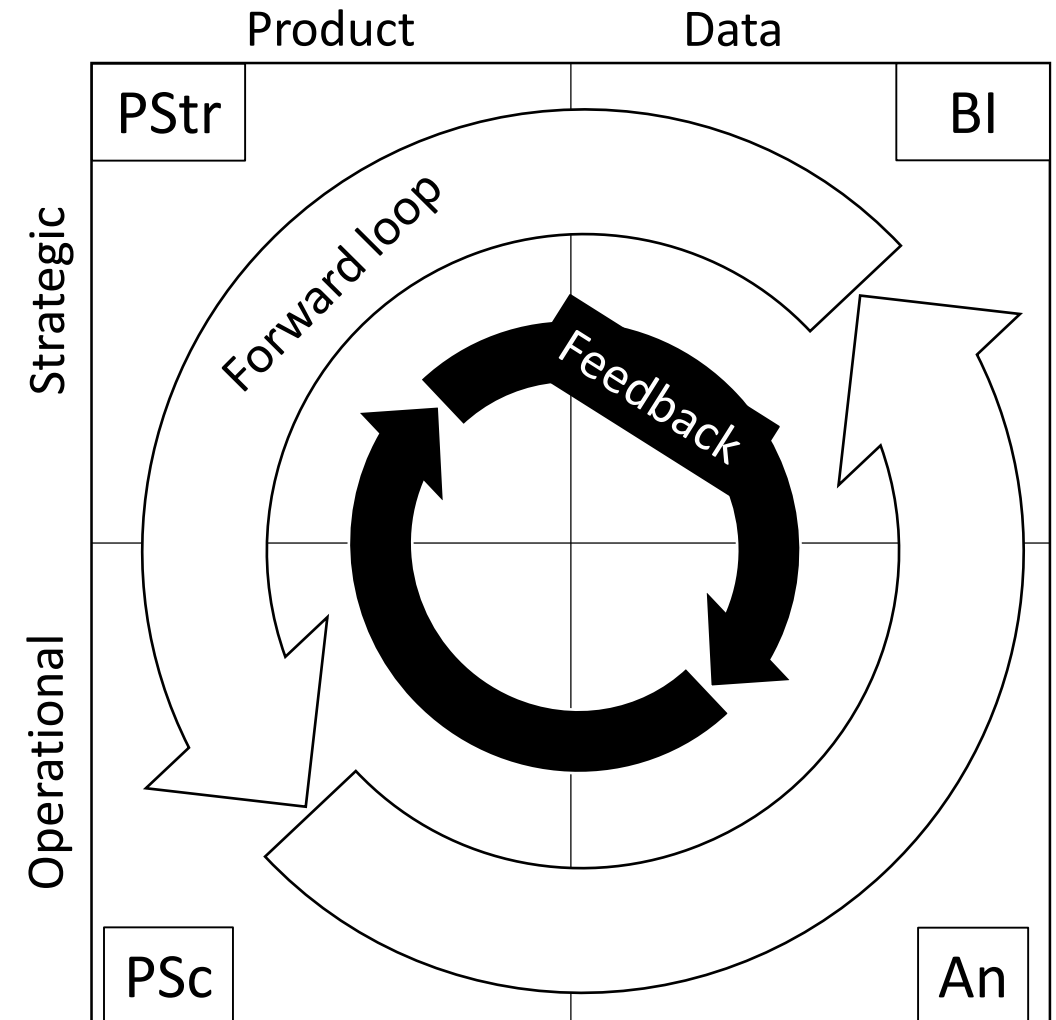 Product
Data
PStr
BI
Strategic
Forward loop
Feedback
Operational
PSc
An